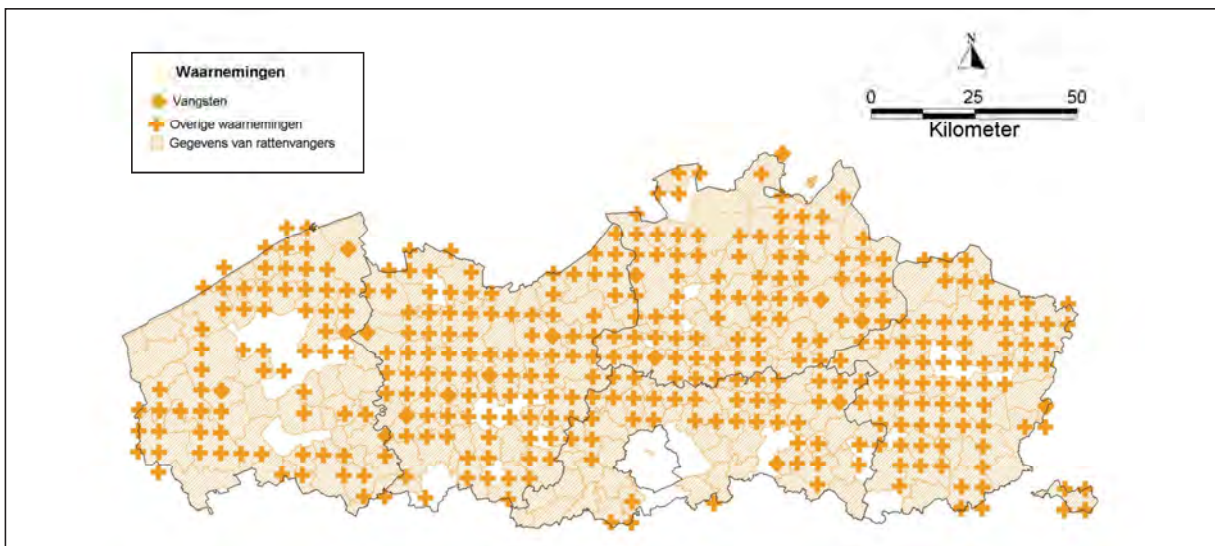 N
0 25 50
Kilometer
Waarnemingen
Vangsten
Overige waarnemingen
Gegevens van rattenvangers